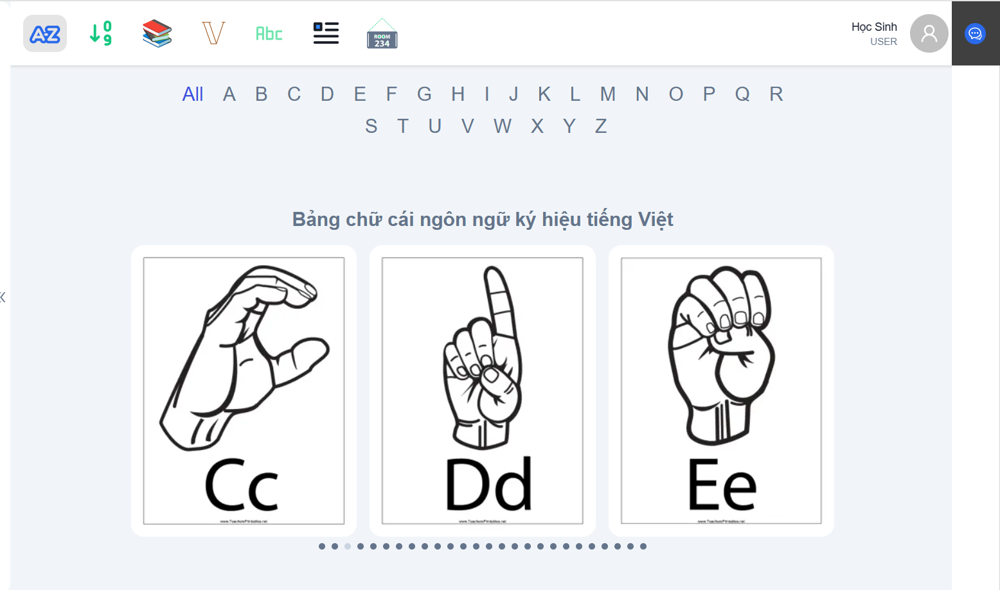 AZ
0
9
V
Abc
ROOM
234
Học Sinh
USER
All A B C D E F G H I J K L M N O P Q R
S T U V W X Y Z
Bảng chữ cái ngôn ngữ ký hiệu tiếng Việt
Cc
www.TeachersPrintables.net
Dd
www.TeachersPrintables.net
Ee
www.TeachersPrintables.net